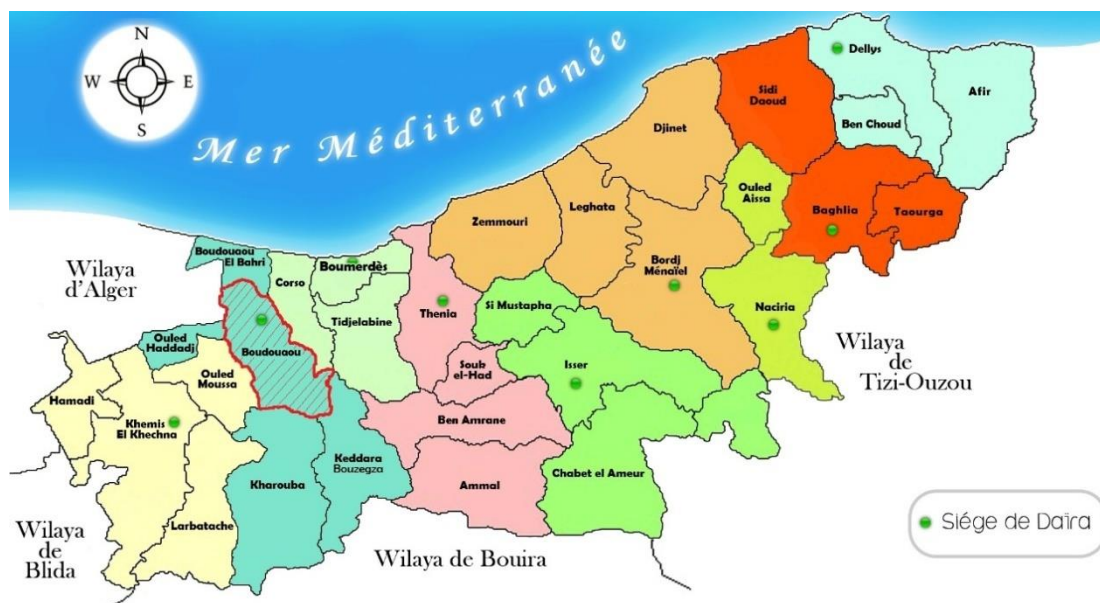 N
W
E
S
Mer Méditerranée
Dellys
Afir
Sidi
Daoud
Ben Choud
Djinet
Ouled
Aissa
Baghlia
Taourga
Leghata
Zemmouri
Bordj
Ménaïel
Boudouaou
El Bahri
Boumerdès
Corso
Wilaya
d'Alger
Si Mustapha
Naciria
Thenia
Tidjelabine
Ouled
Haddadj
Boudouaou
Souk
el-Had
Isser
Wilaya
de
Tizi-Ouzou
Ouled
Moussa
Hamadi
Khemis
El Khechna
Ben Amrane
Keddara
Bouzegza
Chabet el Ameur
Ammal
Kharouba
Larbatache
Wilaya
de
Blida
Wilaya de Bouira
Siége de Daïra